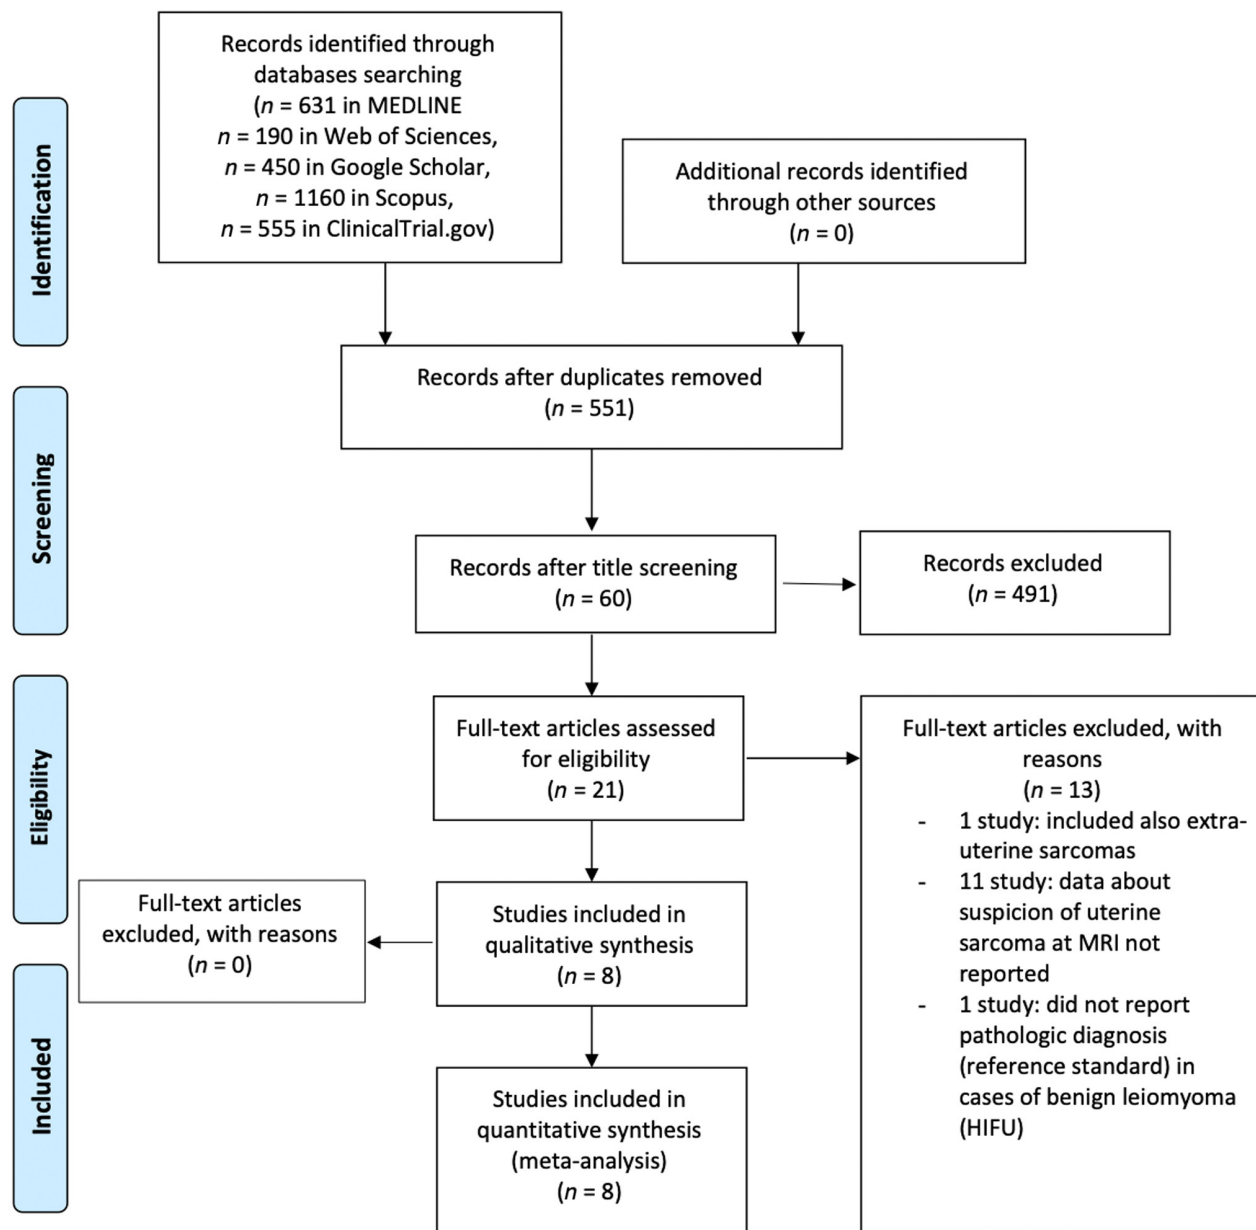 Records identified through
databases searching
(n = 631 in MEDLINE
n = 190 in Web of Sciences,
n = 450 in Google Scholar,
n = 1160 in Scopus,
n = 555 in ClinicalTrial.gov)
Additional records identified
through other sources
(n = 0)
Identification
Records after duplicates removed
(n = 551)
Screening
Records after title screening
(n = 60)
Records excluded
(n = 491)
Eligibility
Full-text articles assessed
for eligibility
(n = 21)
Full-text articles excluded, with
reasons
(n = 13)
- 1 study: included also extra-
uterine sarcomas
- 11 study: data about
suspicion of uterine
sarcoma at MRI not
reported
- 1 study: did not report
pathologic diagnosis
(reference standard) in
cases of benign leiomyoma
(HIFU)
Full-text articles
excluded, with reasons
(n = 0)
Studies included in
qualitative synthesis
(n = 8)
Included
Studies included in
quantitative synthesis
(meta-analysis)
(n = 8)